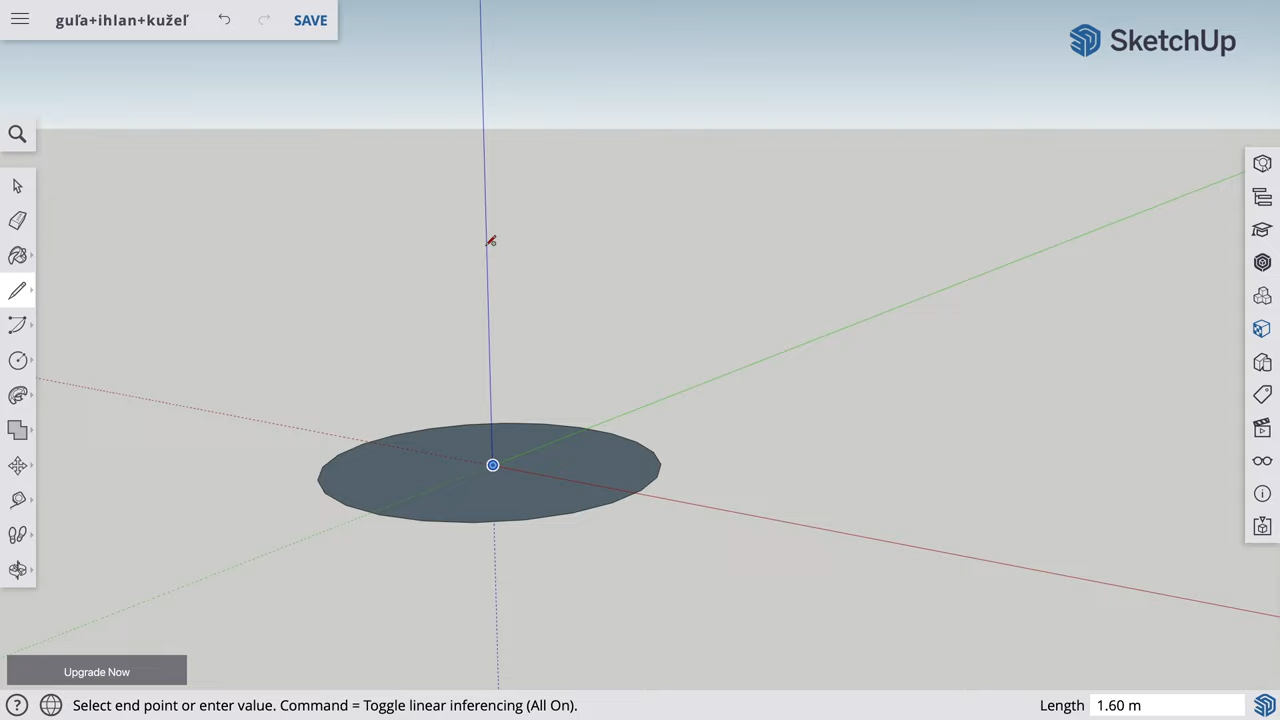 guľa+ihlan+kužeľ
SAVE
SketchUp
Upgrade Now
Select end point or enter value. Command = Toggle linear inferencing (All On).
Length 1.60 m